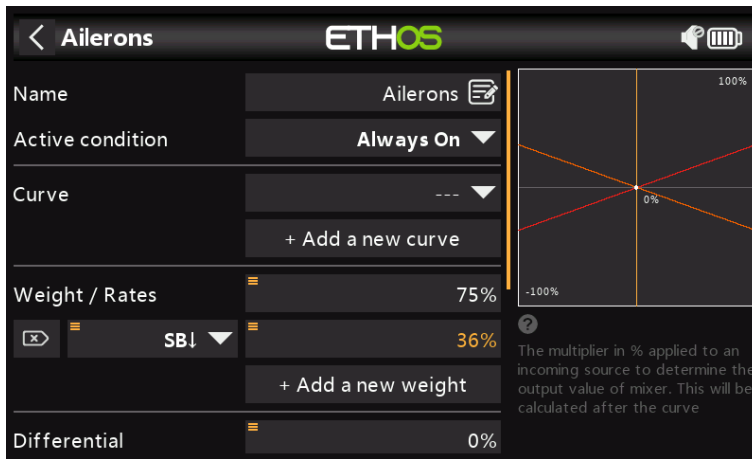 Ailerons
ETHOS
Name
Ailerons
Active condition
Always On
Curve
---
+ Add a new curve
Weight / Rates
75%
SB↓
36%
+ Add a new weight
Differential
0%
100%
0%
-100%
?
The multiplier in % applied to an
incoming source to determine the
output value of mixer. This will be
calculated after the curve